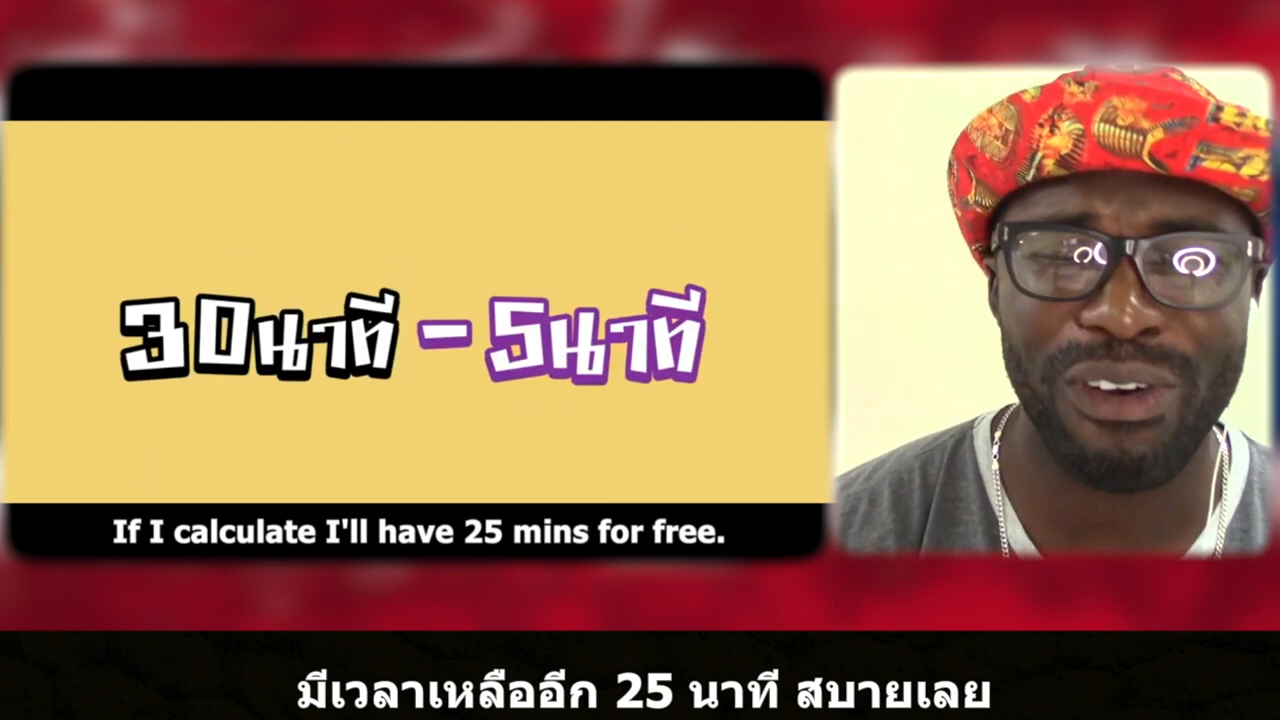 30นาที - 5นาที
If I calculate I'll have 25 mins for free.
มีเวลาเหลืออีก 25 นาที สบายเลย